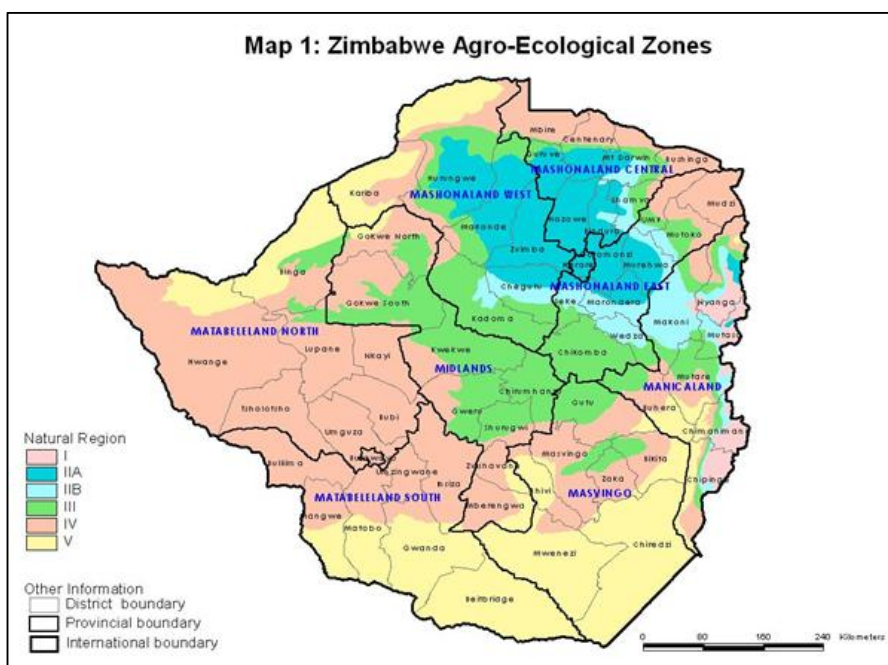 Map 1: Zimbabwe Agro-Ecological Zones
Mbire
Centenary
Guruve
Mt Darwin
Rushinga
MASHONALAND CENTRAL
Hurungwe
Kariba
MASHONALAND WEST
Shamva
UMP
Mudzi
Makonde
Mazowe
Bindura
Mutoko
Gokwe North
Zvimba
Murehwa
Harare
Binga
Chegutu
MASHONALAND EAST
Nyanga
Gokwe South
Seke
Marondera
Makoni
MATABELELAND NORTH
Kadoma
Wedza
Mutasa
Hwange
Lupane
Nkayi
Kwekwe
Chikomba
MIDLANDS
Mutare
MANICALAND
Tsholotsho
Bubi
Gweru
Gutu
Buhera
Umguza
Shurugwi
Chimanimani
Natural Region
I
Masvingo
Bikita
IIA
Zvishavane
Zaka
Chipinge
IIB
Insiza
III
MATABELELAND SOUTH
Mberengwa
Chivi
MASVINGO
IV
Matobo
V
Gwanda
Mwenezi
Chiredzi
Other Information
District boundary
Beitbridge
Provincial boundary
International boundary
0 80 160 240 Kilometers